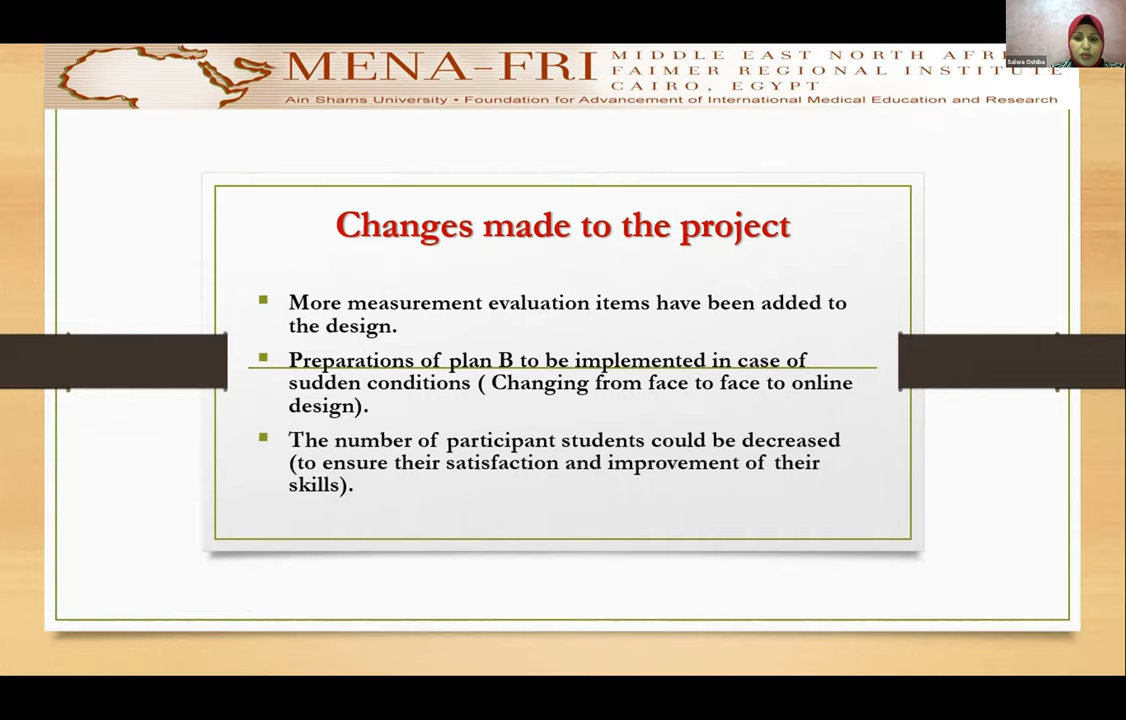 MENA-FRI
MIDDLE EAST NORTH AFR
FAIMER REGIONAL INSTITUTE
CAIRO, EGYPT
Ain Shams University • Foundation for Advancement of International Medical Education and Research
Salwa Oshiba
Changes made to the project
More measurement evaluation items have been added to
the design.
Preparations of plan B to be implemented in case of
sudden conditions ( Changing from face to face to online
design).
The number of participant students could be decreased
(to ensure their satisfaction and improvement of their
skills).